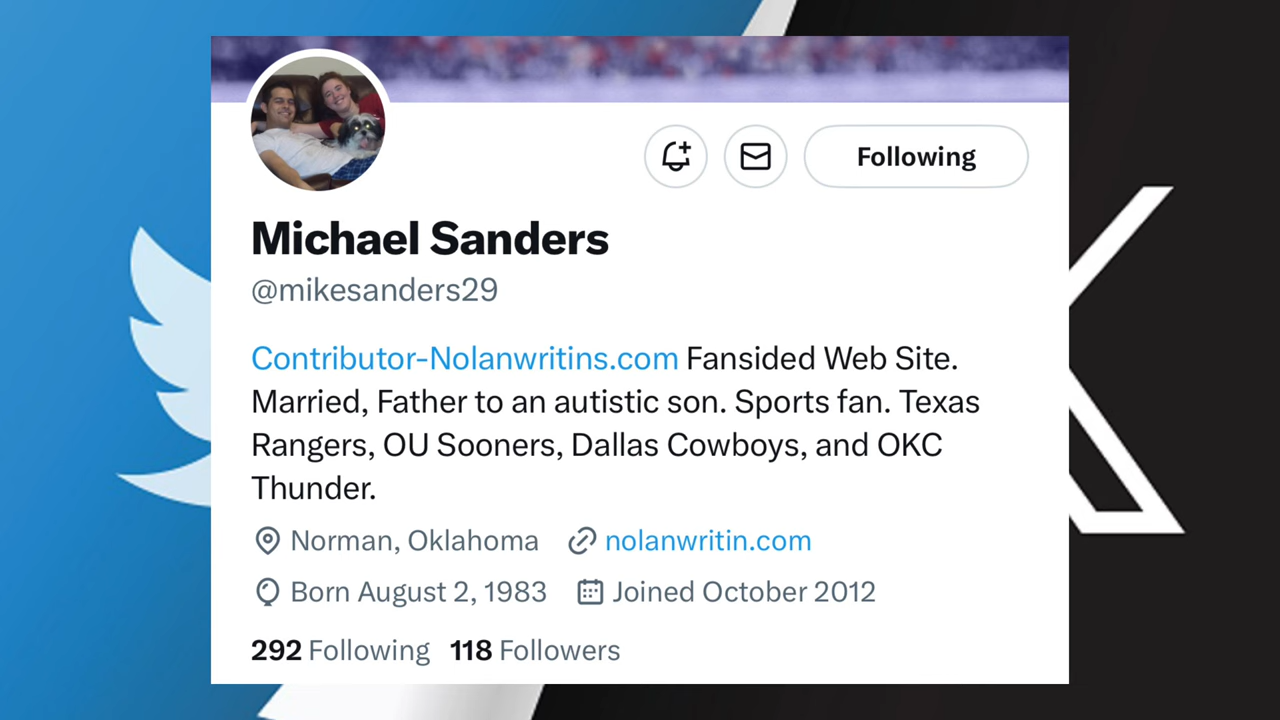 Following
Michael Sanders
@mikesanders29
Contributor-Nolanwritins.com Fansided Web Site.
Married, Father to an autistic son. Sports fan. Texas
Rangers, OU Sooners, Dallas Cowboys, and OKC
Thunder.
Norman, Oklahoma nolanwritin.com
Born August 2, 1983 Joined October 2012
292 Following 118 Followers